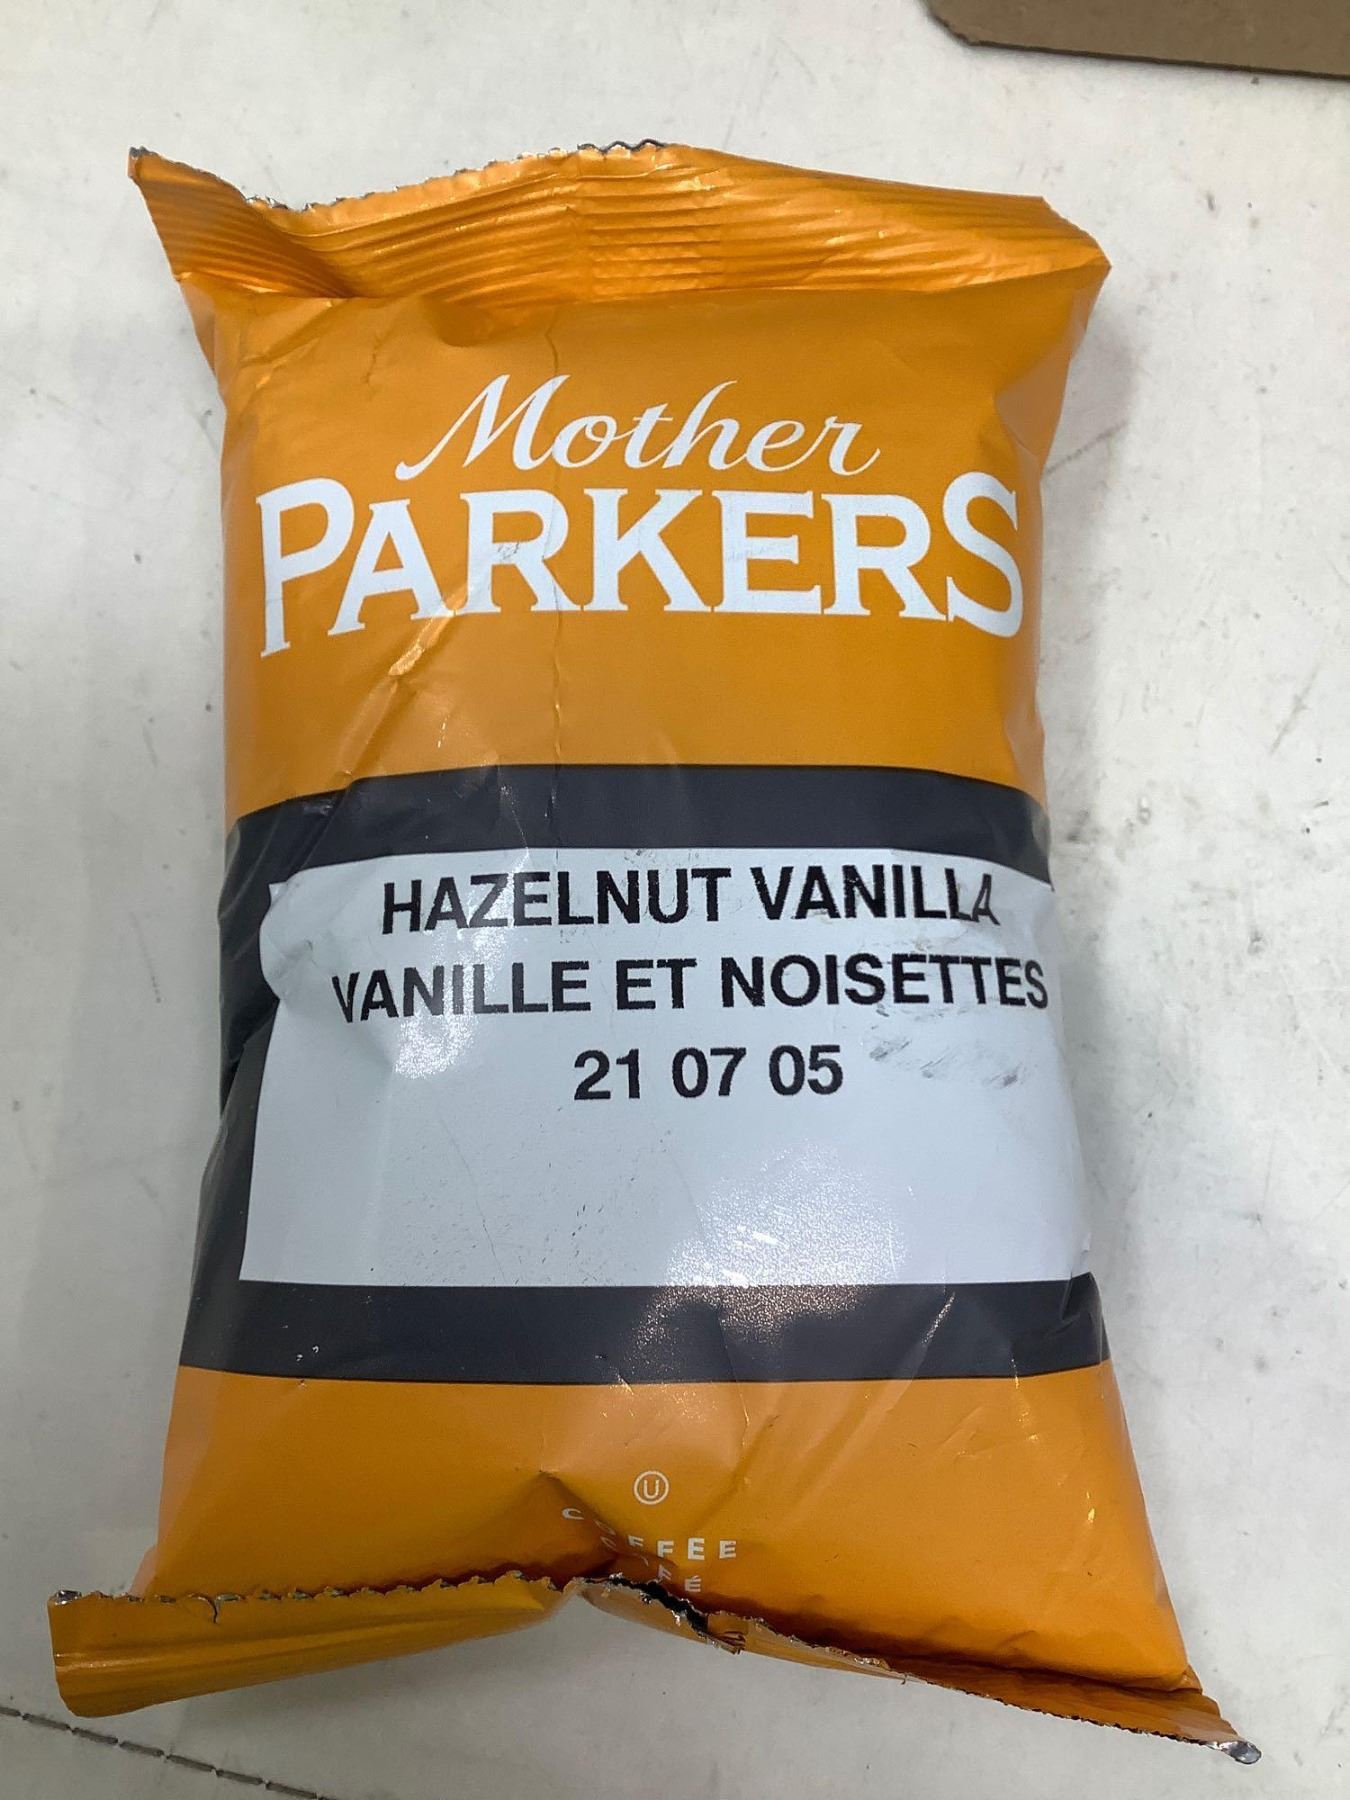 Mother
PARKERS
HAZELNUT VANILLA
VANILLE ET NOISETTES
21 07 05
U